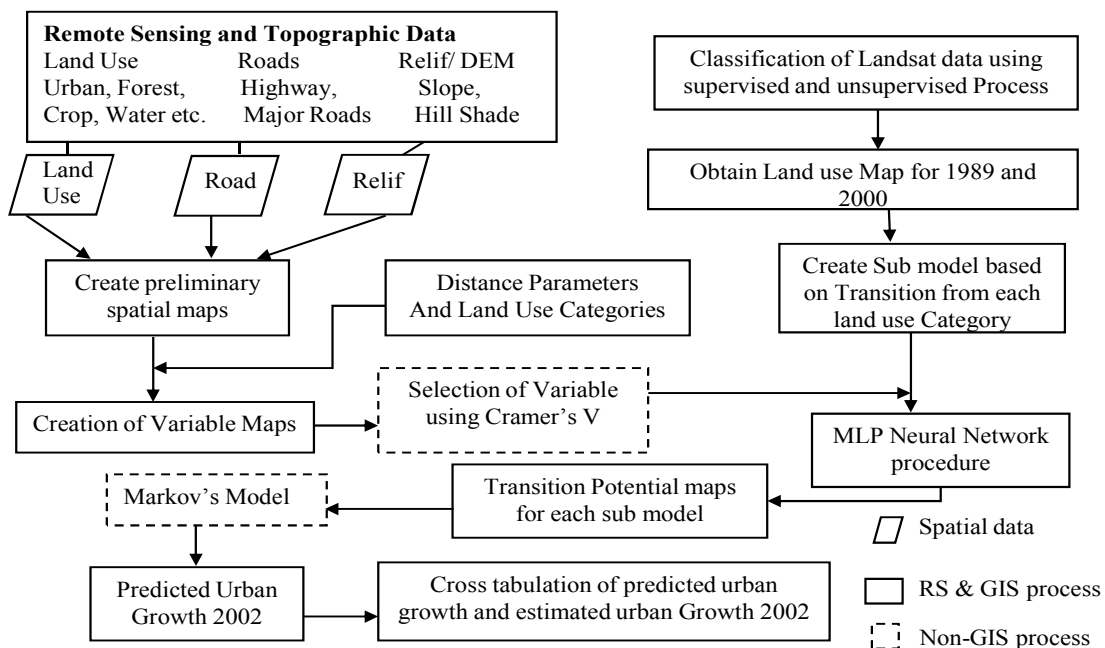 Remote Sensing and Topographic Data
Land Use Roads Relif/ DEM
Urban, Forest, Highway, Slope,
Crop, Water etc. Major Roads Hill Shade
Land
Use
Road
Relif
Classification of Landsat data using
supervised and unsupervised Process
Obtain Land use Map for 1989 and
2000
Create preliminary
spatial maps
Distance Parameters
And Land Use Categories
Create Sub model based
on Transition from each
land use Category
Creation of Variable Maps
Selection of Variable
using Cramer's V
MLP Neural Network
procedure
Markov's Model
Transition Potential maps
for each sub model
Predicted Urban
Growth 2002
Cross tabulation of predicted urban
growth and estimated urban Growth 2002
Spatial data
RS & GIS process
Non-GIS process